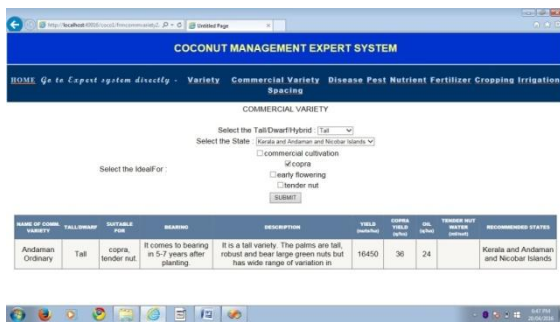 Untitled Page
COCONUT MANAGEMENT EXPERT SYSTEM
HOME Go to Expert system directly - Variety Commercial Variety Disease Pest Nutrient Fertilizer Cropping Irrigation
Spacing
COMMERCIAL VARIETY
Select the Tall/Dwarf/Hybrid : Tall
Select the State : Kerala and Andaman and Nicobar Islands
commercial cultivation
copra
Select the IdealFor :
early flowering
tender nut
SUBMIT
NAME OF COMM. VARIETY TALL/DWARF SUITABLE FOR BEARING DESCRIPTION YIELD COPRA YIELD OIL TENDER NUT WATER RECOMMENDED STATES
Andaman Ordinary Tall copra, tender nut It comes to bearing in 5-7 years after planting. It is a tall variety. The palms are tall, robust and bear large green nuts but has wide range of variation in 16450 36 24 Kerala and Andaman and Nicobar Islands